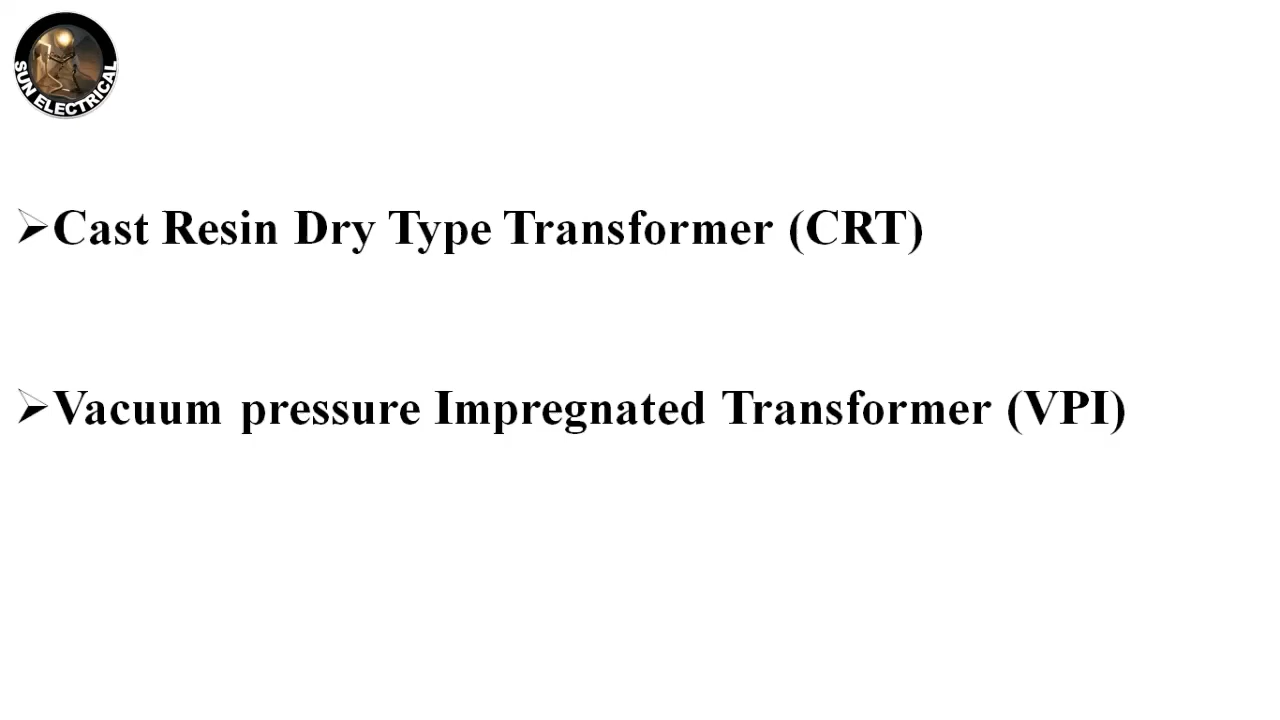 SUN ELECTRICAL
➢Cast Resin Dry Type Transformer (CRT)
➢Vacuum pressure Impregnated Transformer (VPI)